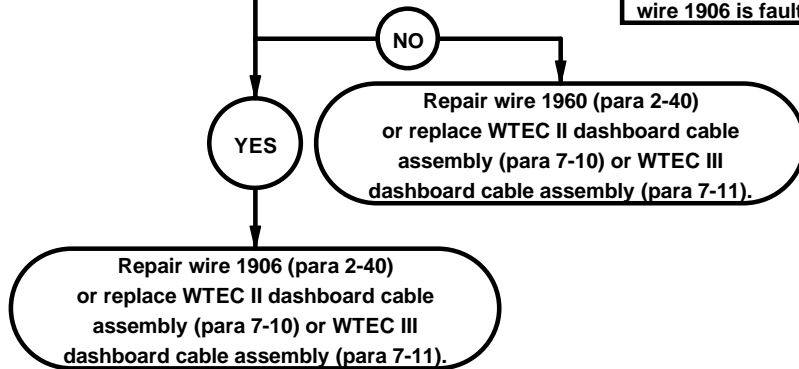 wire 1906 is fault
NO
Repair wire 1960 (para 2-40)
or replace WTEC II dashboard cable
assembly (para 7-10) or WTEC III
dashboard cable assembly (para 7-11).
YES
Repair wire 1906 (para 2-40)
or replace WTEC II dashboard cable
assembly (para 7-10) or WTEC III
dashboard cable assembly (para 7-11).